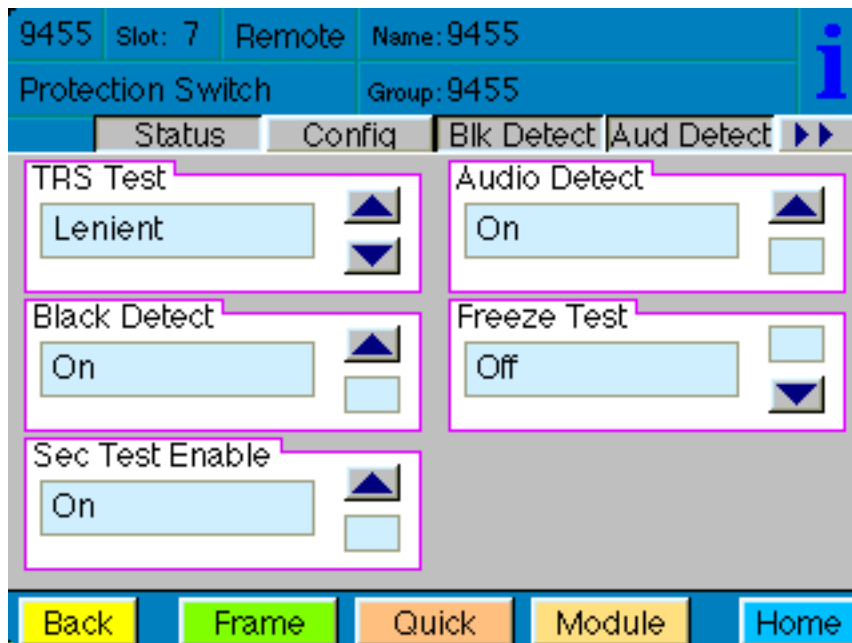 9455 Slot: 7 Remote Name: 9455
Protection Switch Group: 9455
i
Status Config Blk Detect Aud Detect
TRS Test
Lenient
Audio Detect
On
Black Detect
On
Freeze Test
Off
Sec Test Enable
On
Back Frame Quick Module Home